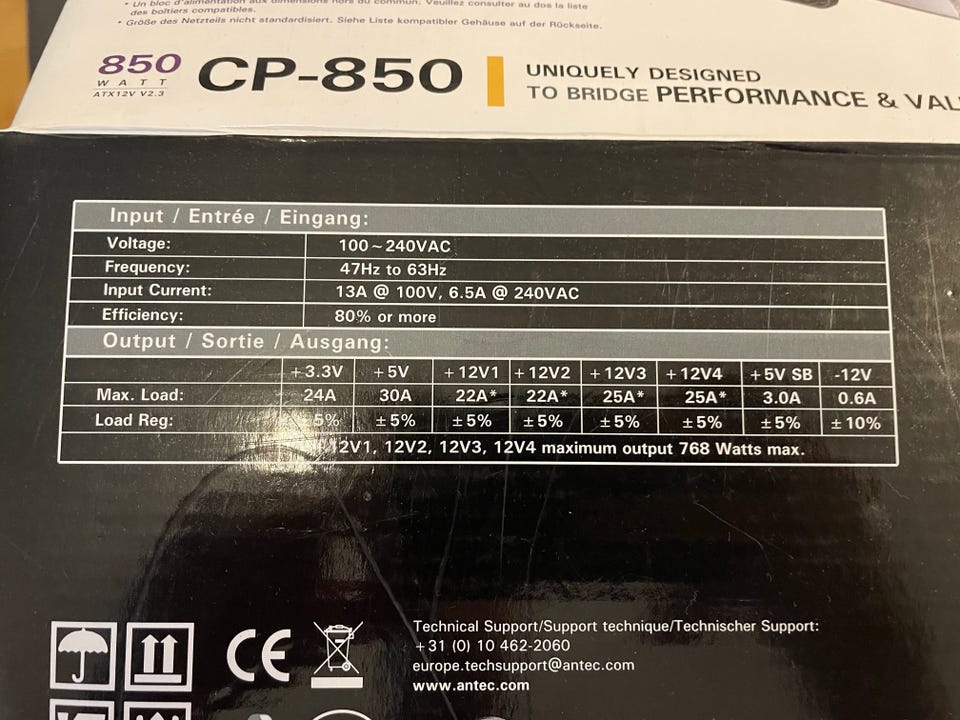 • Un bloc d'alimentation aux dimensions hors du commun. Veuillez consulter au dos la liste
des boîtiers compatibles.
• Größe des Netzteils nicht standardisiert. Siehe Liste kompatibler Gehäuse auf der Rückseite.
850
WATT
ATX12V V2.3
CP-850
UNIQUELY DESIGNED
TO BRIDGE PERFORMANCE &
Input / Entrée / Eingang:
Voltage: 100~240VAC
Frequency: 47Hz to 63Hz
Input Current: 13A @ 100V, 6.5A @ 240VAC
Efficiency: 80% or more
Output / Sortie / Ausgang:
+3.3V +5V +12V1 +12V2 +12V3 +12V4 +5V SB -12V
Max. Load: 24A 30A 22A* 22A* 25A* 25A* 3.0A 0.6A
Load Reg: 5% ±5% ±5% ±5% ±5% ±5% ±5% ±10%
12V1, 12V2, 12V3, 12V4 maximum output 768 Watts max.
CE
Technical Support/Support technique/Technischer Support:
+31 (0) 10 462-2060
europe.techsupport@antec.com
www.antec.com